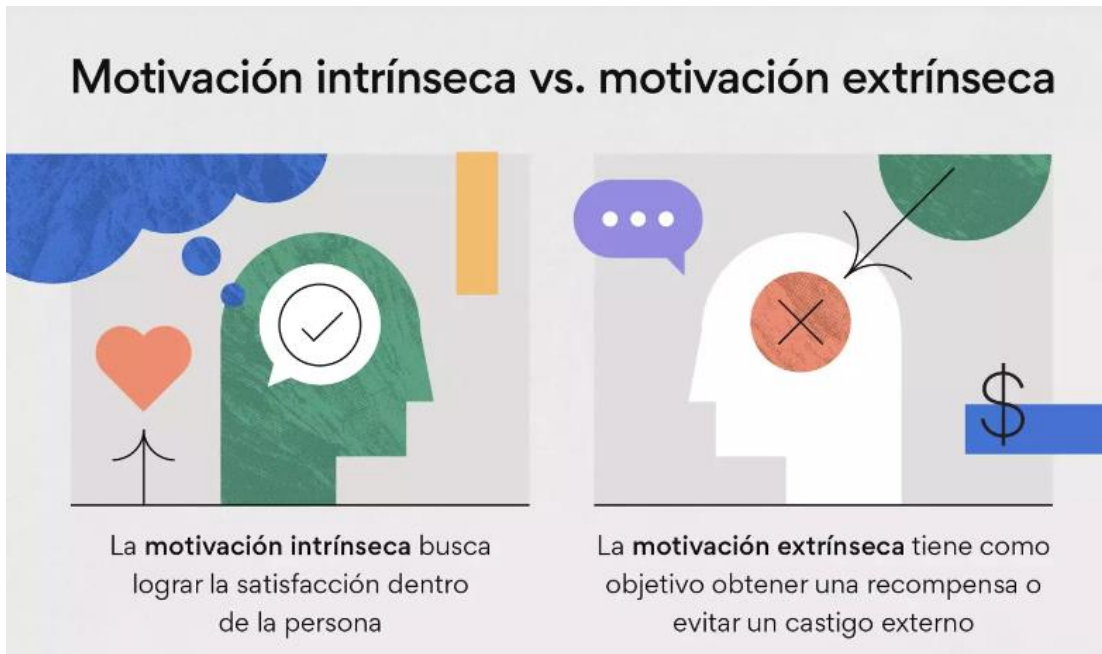 Motivación intrínseca vs. motivación extrínseca
$
La motivación intrínseca busca
lograr la satisfacción dentro
de la persona
La motivación extrínseca tiene como
objetivo obtener una recompensa o
evitar un castigo externo